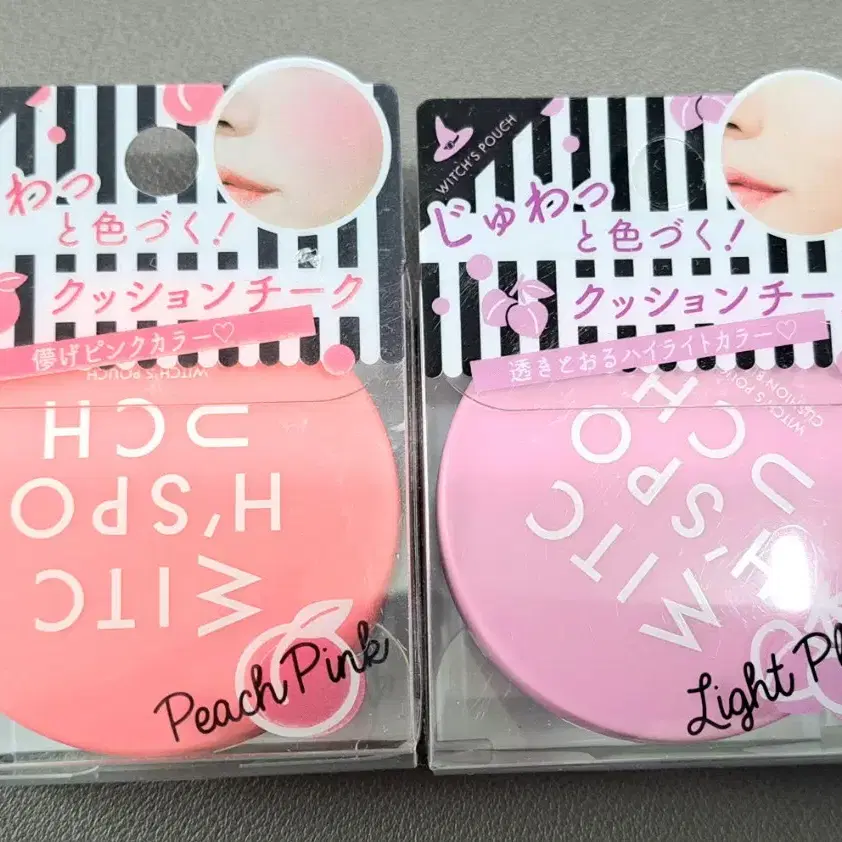 わっ
と色づく!
クッションチーク
儚げピンクカラー♡
WITCH'S POUCH
WITC
H'SPO
UCH
Peach Pink
WITCH'S POUCH
じゅわっ
と色づく!
クッションチー
透きとおるハイライトカラー♡
WITCH'S POU
CUSHION B
WITC
H'SPO
UCH
Light Pl